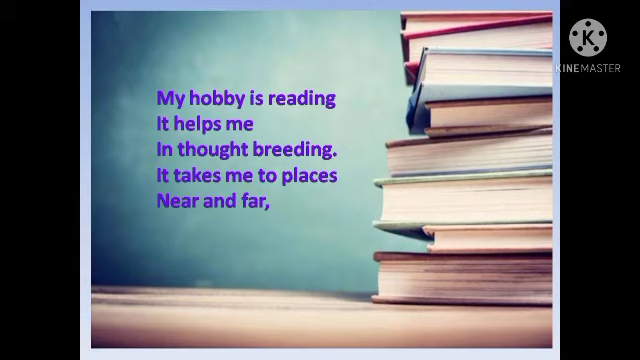 My hobby is reading
It helps me
In thought breeding.
It takes me to places
Near and far,
KINEMASTER